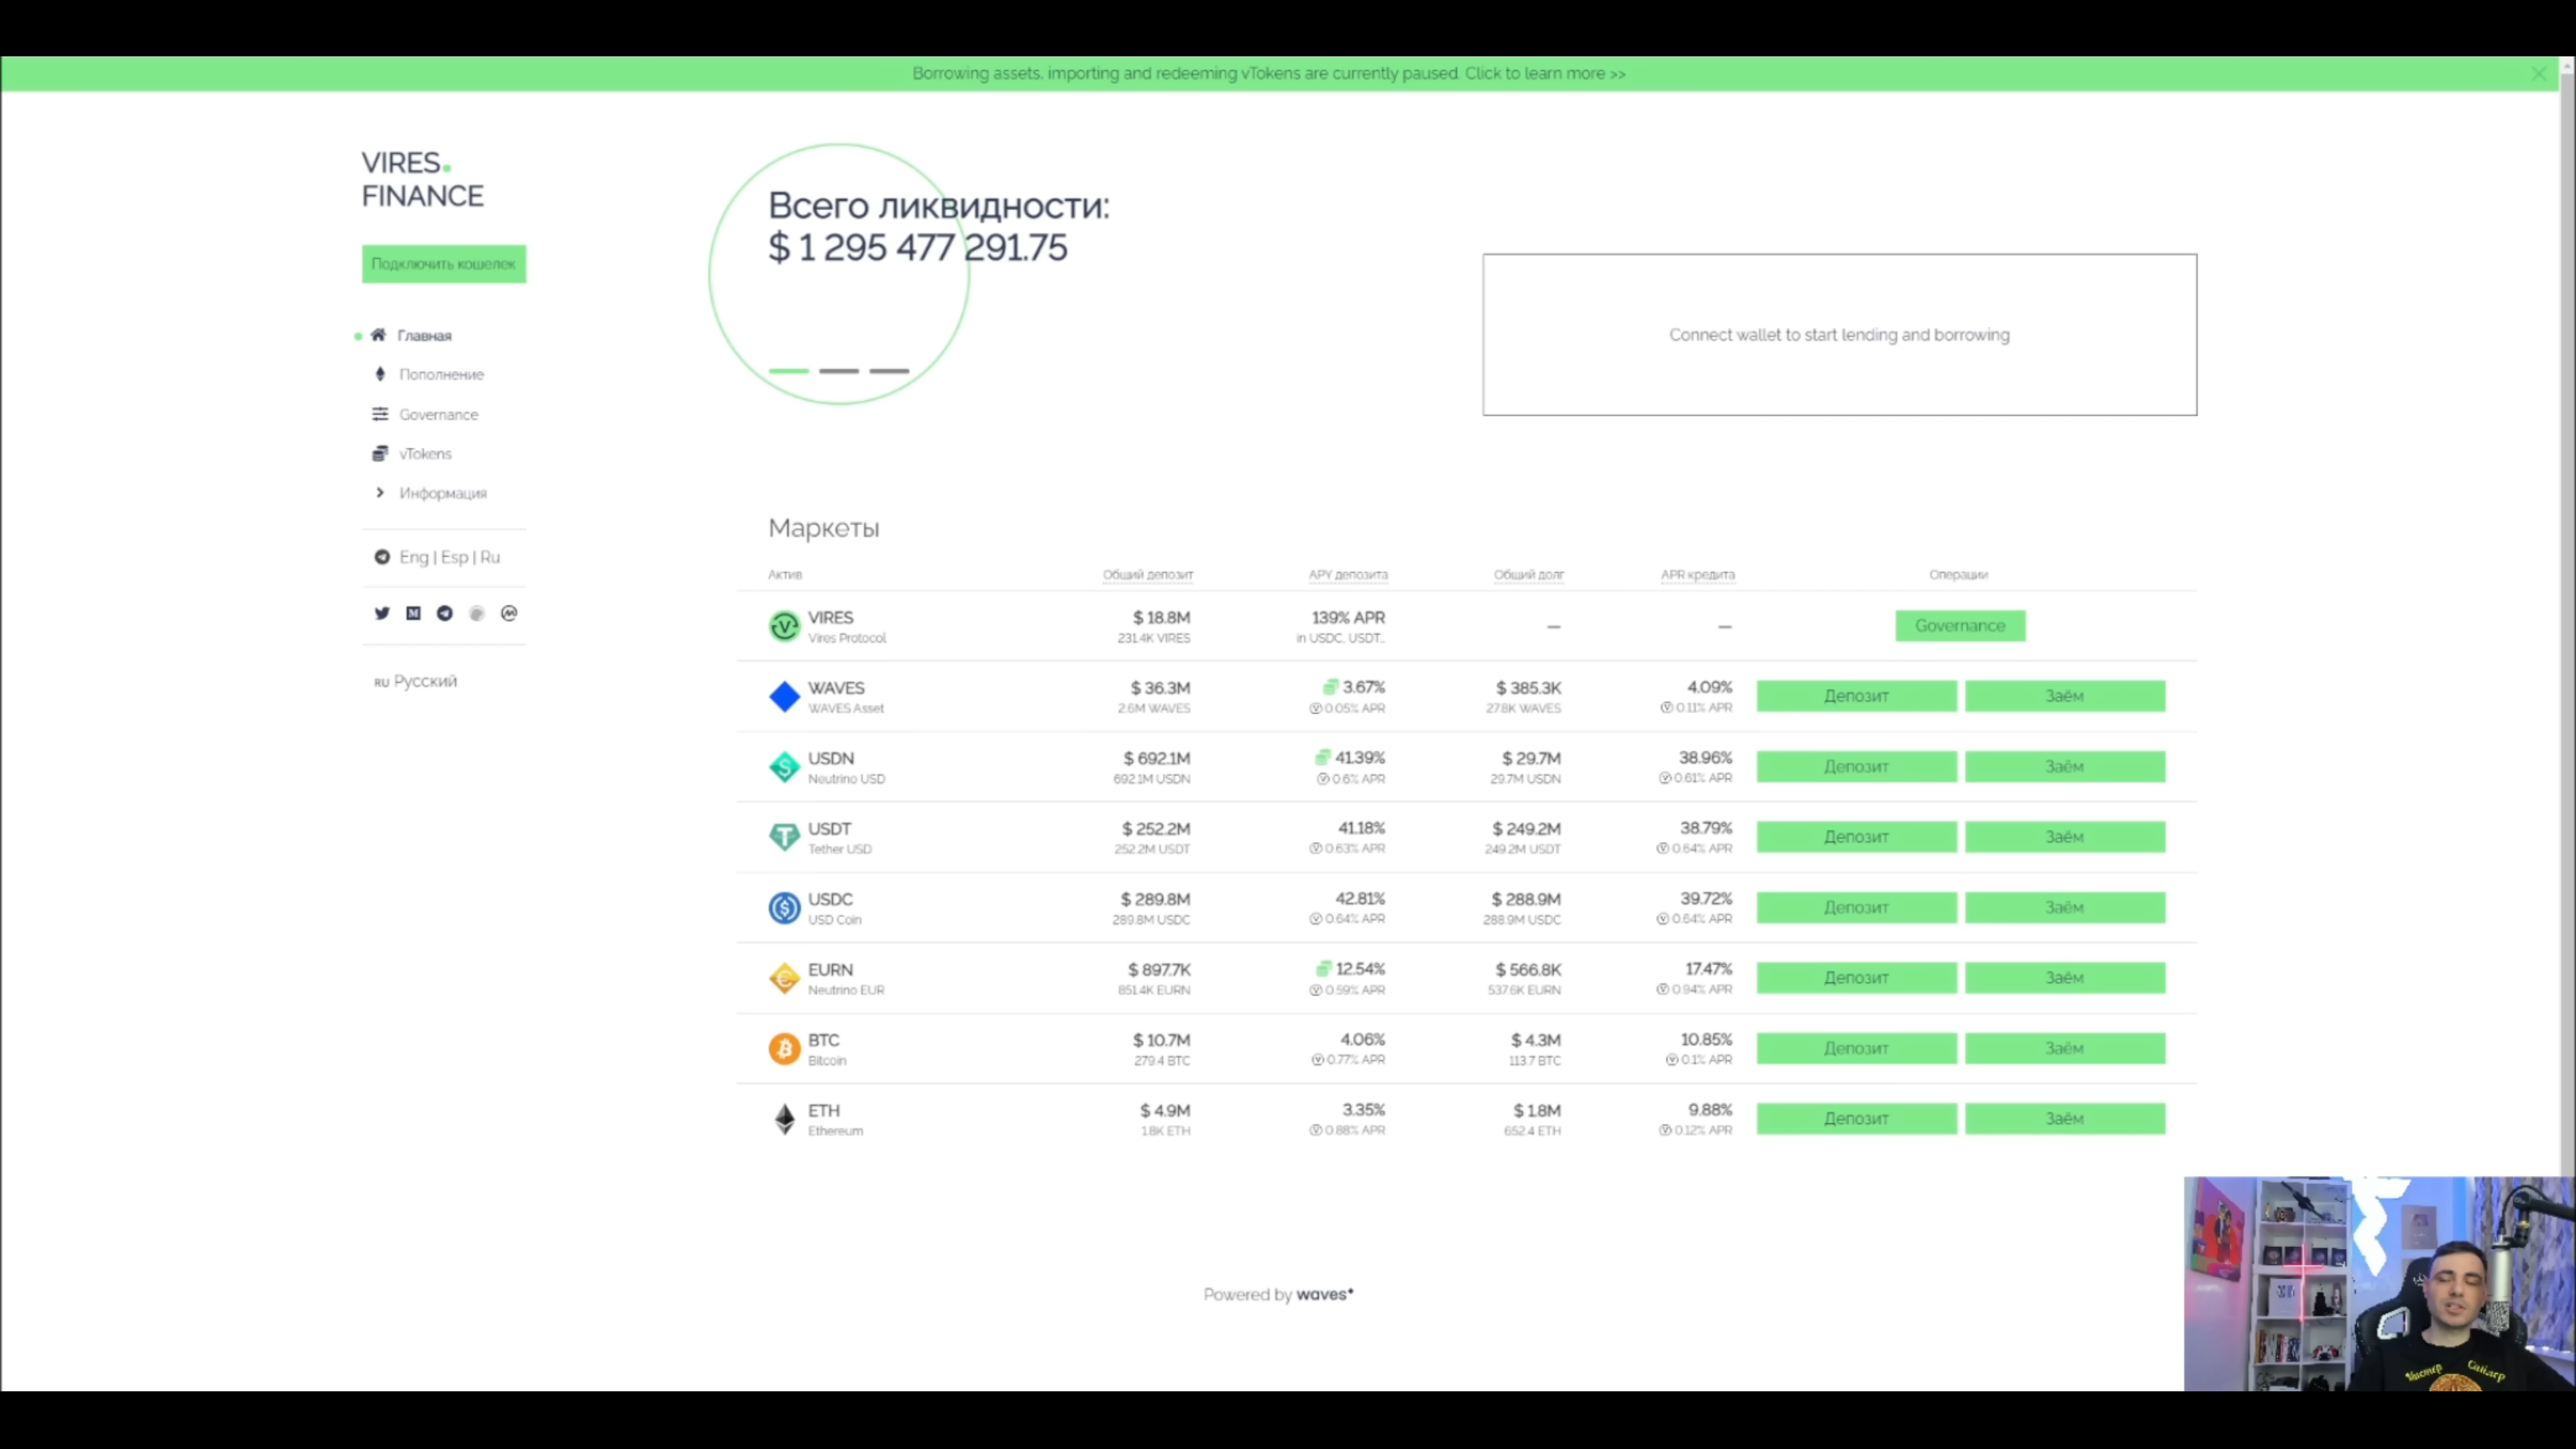 Borrowing assets, importing and redeeming vTokens are currently paused. Click to learn more >>
VIRES.
FINANCE
Подключить кошелек
Главная
Пополнение
Governance
vTokens
Информация
Eng | Esp | Ru
RU Русский
Всего ликвидности:
$ 1 295 477 291.75
Connect wallet to start lending and borrowing
Маркеты
Актив Общий депозит APY депозита Общий долг APR кредита Операции
VIRES $ 18.8M 139% APR — — Governance
Vires Protocol 231.4K VIRES in USDC, USDT..
WAVES $ 36.3M 3.67% $ 385.3K 4.09% Депозит Заём
WAVES Asset 2.6M WAVES 0.05% APR 27.8K WAVES 0.11% APR
USDN $ 692.1M 41.39% $ 29.7M 38.96% Депозит Заём
Neutrino USD 692.1M USDN 0.6% APR 29.7M USDN 0.61% APR
USDT $ 252.2M 41.18% $ 249.2M 38.79% Депозит Заём
Tether USD 252.2M USDT 0.63% APR 249.2M USDT 0.64% APR
USDC $ 289.8M 42.81% $ 288.9M 39.72% Депозит Заём
USD Coin 289.8M USDC 0.64% APR 288.9M USDC 0.64% APR
EURN $ 897.7K 12.54% $ 566.8K 17.47% Депозит Заём
Neutrino EUR 851.4K EURN 0.59% APR 537.6K EURN 0.94% APR
BTC $ 10.7M 4.06% $ 4.3M 10.85% Депозит Заём
Bitcoin 279.4 BTC 0.77% APR 113.7 BTC 0.1% APR
ETH $ 4.9M 3.35% $ 1.8M 9.88% Депозит Заём
Ethereum 1.8K ETH 0.88% APR 652.4 ETH 0.12% APR
Powered by waves
Мистер Сайлер